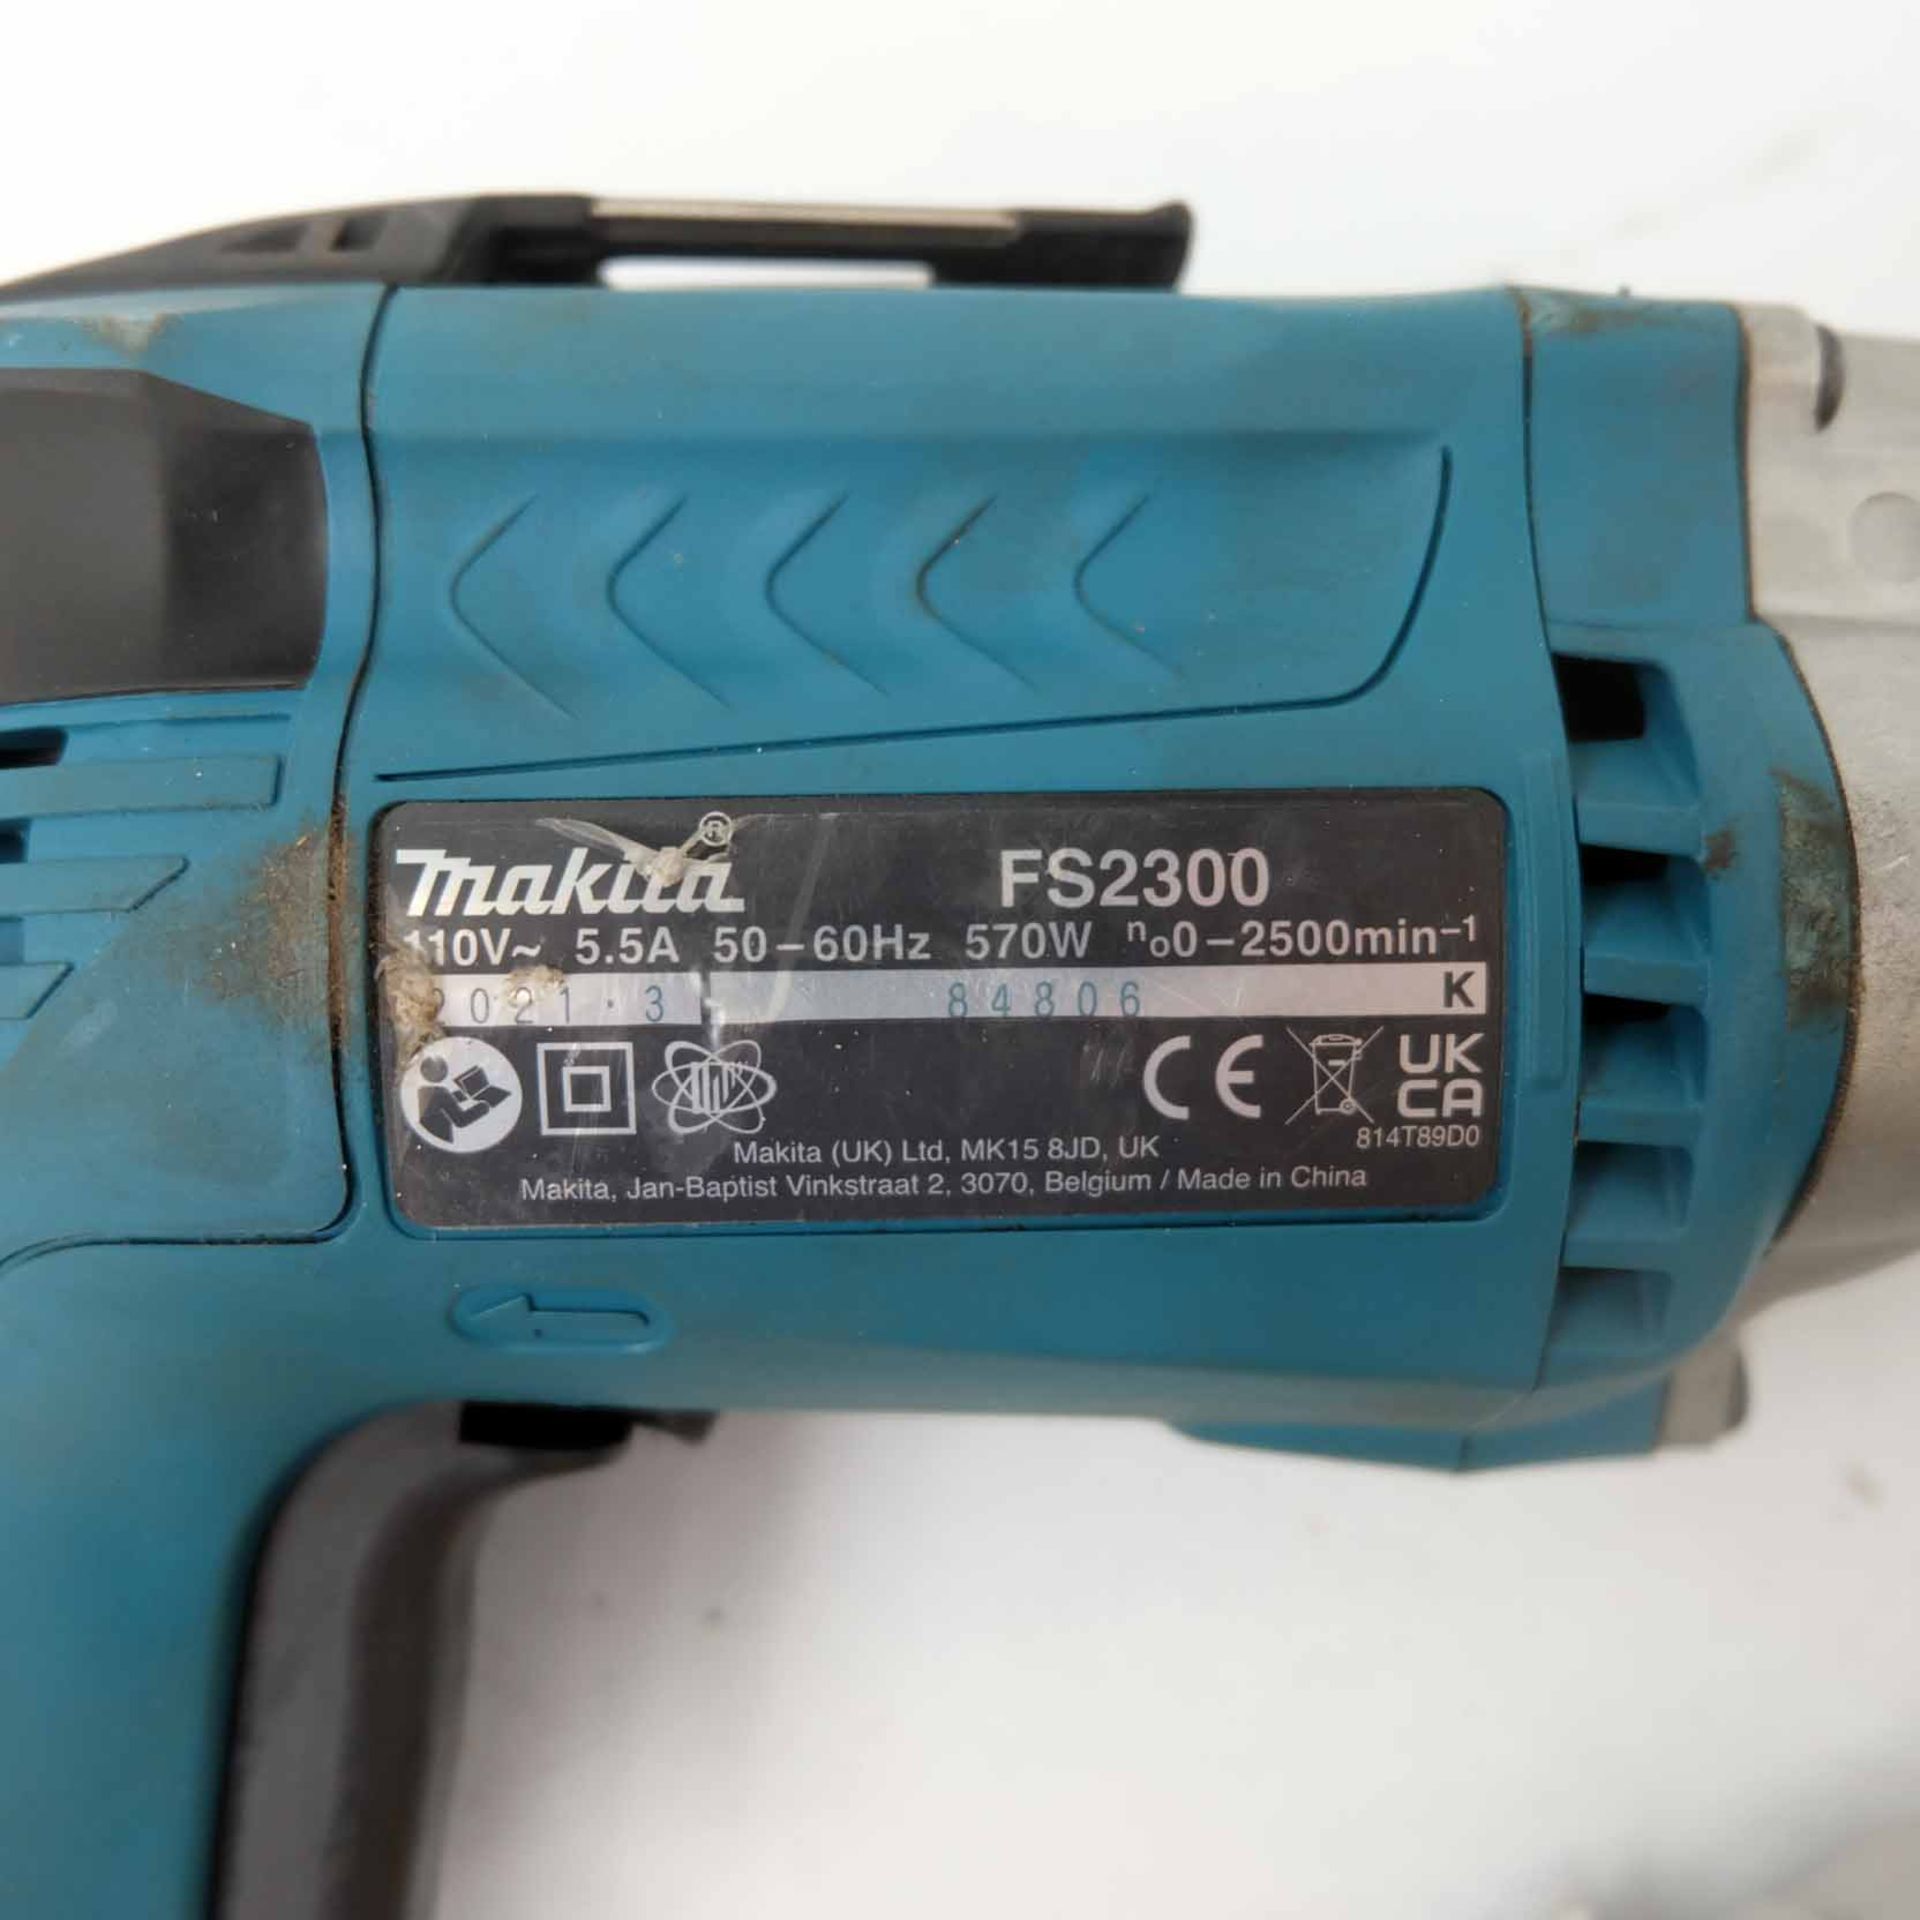 Makita®
FS2300
110V~ 5.5A 50–60Hz 570W n₀0–2500min⁻¹
2021·3 84806 K
CE
UK
CA
814T89D0
Makita (UK) Ltd, MK15 8JD, UK
Makita, Jan-Baptist Vinkstraat 2, 3070, Belgium / Made in China